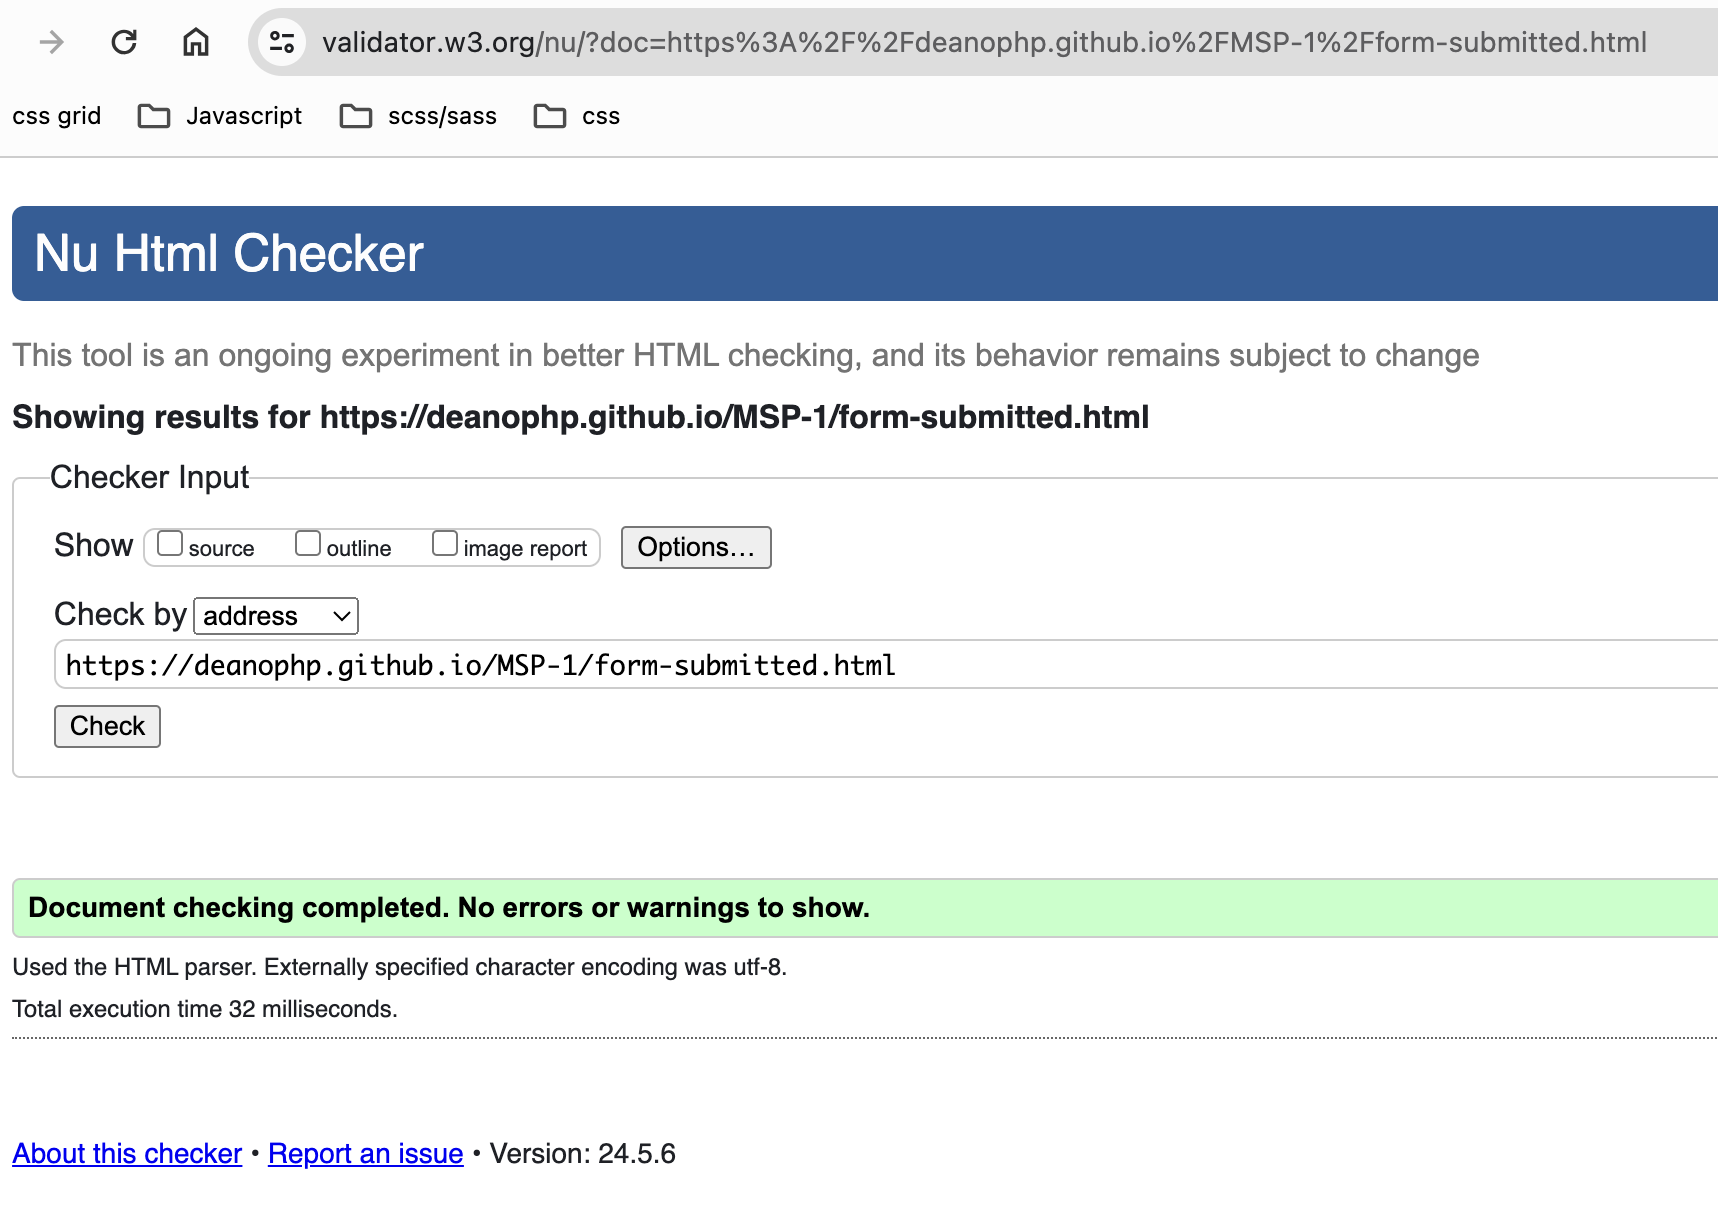 validator.w3.org/nu/?doc=https%3A%2F%2Fdeanophp.github.io%2FMSP-1%2Fform-submitted.html
css grid Javascript scss/sass css
Nu Html Checker
This tool is an ongoing experiment in better HTML checking, and its behavior remains subject to change
Showing results for https://deanophp.github.io/MSP-1/form-submitted.html
Checker Input
Show source outline image report Options...
Check by address
https://deanophp.github.io/MSP-1/form-submitted.html
Check
Document checking completed. No errors or warnings to show.
Used the HTML parser. Externally specified character encoding was utf-8.
Total execution time 32 milliseconds.
About this checker • Report an issue • Version: 24.5.6